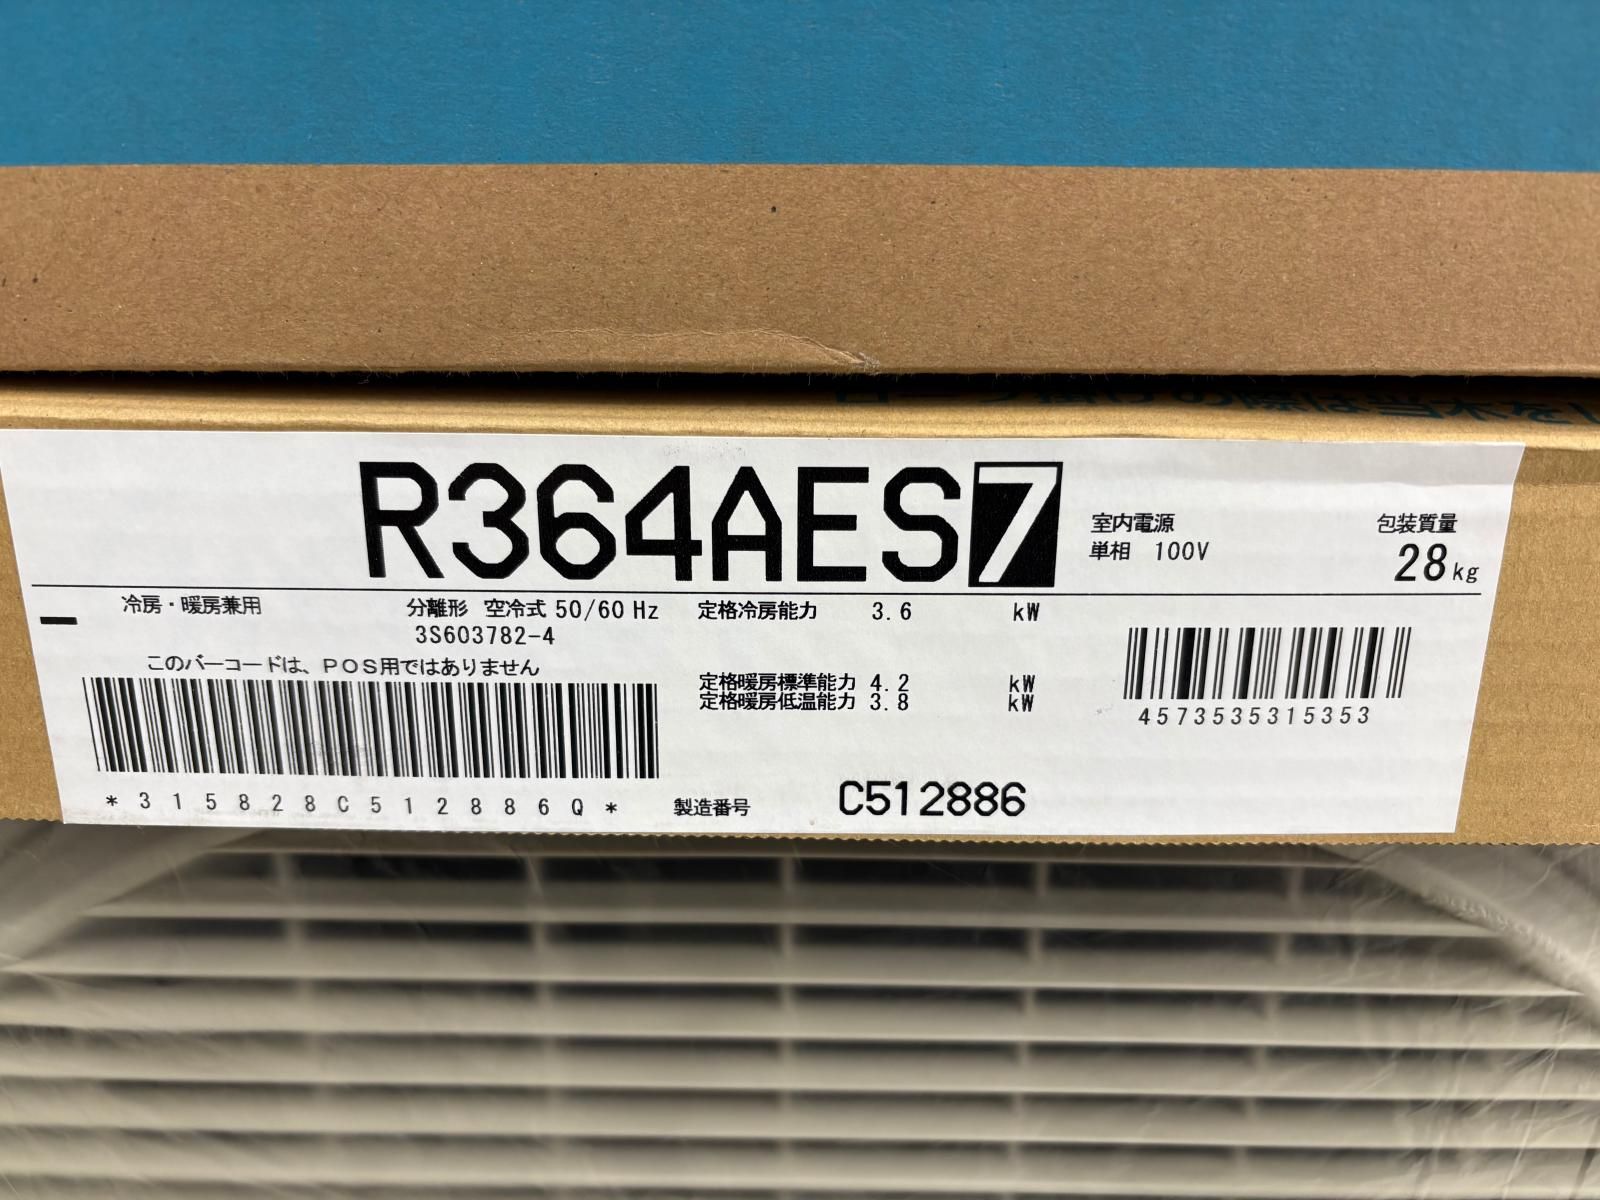 R364AES7
室内電源
単相 100V
包装質量
28kg
冷房・暖房兼用
分離形 空冷式 50/60 Hz
3S603782-4
定格冷房能力 3.6 kW
このバーコードは、POS用ではありません
定格暖房標準能力 4.2 kW
定格暖房低温能力 3.8 kW
4573535315353
*315828C512886Q*
製造番号 C512886